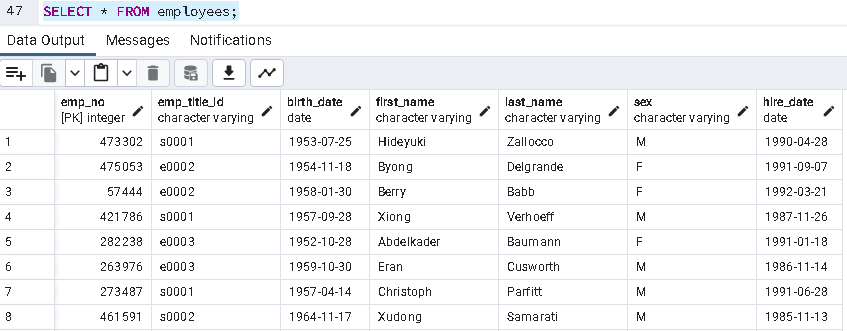 47 SELECT * FROM employees;
Data Output Messages Notifications
emp_no emp_title_id birth_date first_name last_name sex hire_date
[PK] integer character varying date character varying character varying character varying date
1 473302 s0001 1953-07-25 Hideyuki Zallocco M 1990-04-28
2 475053 e0002 1954-11-18 Byong Delgrande F 1991-09-07
3 57444 e0002 1958-01-30 Berry Babb F 1992-03-21
4 421786 s0001 1957-09-28 Xiong Verhoeff M 1987-11-26
5 282238 e0003 1952-10-28 Abdelkader Baumann F 1991-01-18
6 263976 e0003 1959-10-30 Eran Cusworth M 1986-11-14
7 273487 s0001 1957-04-14 Christoph Parfitt M 1991-06-28
8 461591 s0002 1964-11-17 Xudong Samarati M 1985-11-13